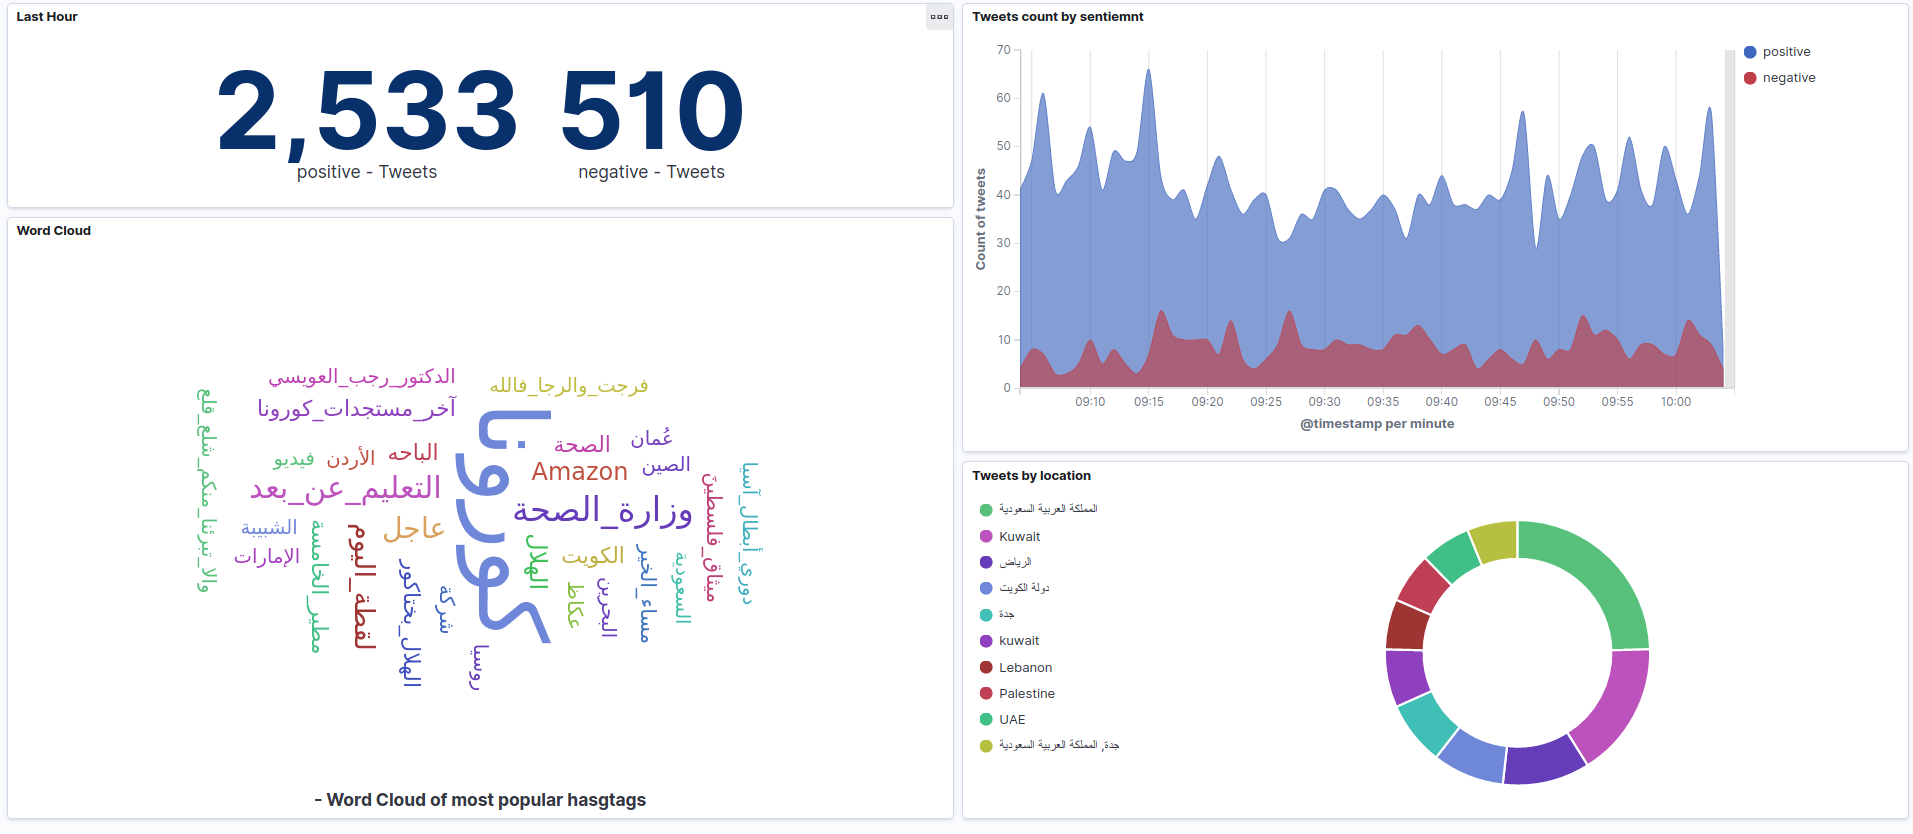 Last Hour
2,533 510
positive - Tweets negative - Tweets
Word Cloud
الدكتور_رجب_العويسي
فرجت_والرجا_فالله
آخر_مستجدات_كورونا
كورونا
عُمان
الصحة
الباحه
الأردن
فيديو
الصين
Amazon
التعليم_عن_بعد
وزارة_الصحة
عاجل
الشبيبة
الإمارات
الكويت
والا_تبرئنا_منكم_شلع_قلع
مطير_الخامسة
لقطة_اليوم
الهلال_بختاكور
شركة
روسيا
الهلال
عكاظ
البحرين
مساء_الخير
السعودية
ميثاق_فلسطين
دوري_أبطال_آسيا
- Word Cloud of most popular hasgtags
Tweets count by sentiemnt
positive
negative
Count of tweets
70
60
50
40
30
20
10
0
09:10 09:15 09:20 09:25 09:30 09:35 09:40 09:45 09:50 09:55 10:00
@timestamp per minute
Tweets by location
المملكة العربية السعودية
Kuwait
الرياض
دولة الكويت
جدة
kuwait
Lebanon
Palestine
UAE
جدة, المملكة العربية السعودية